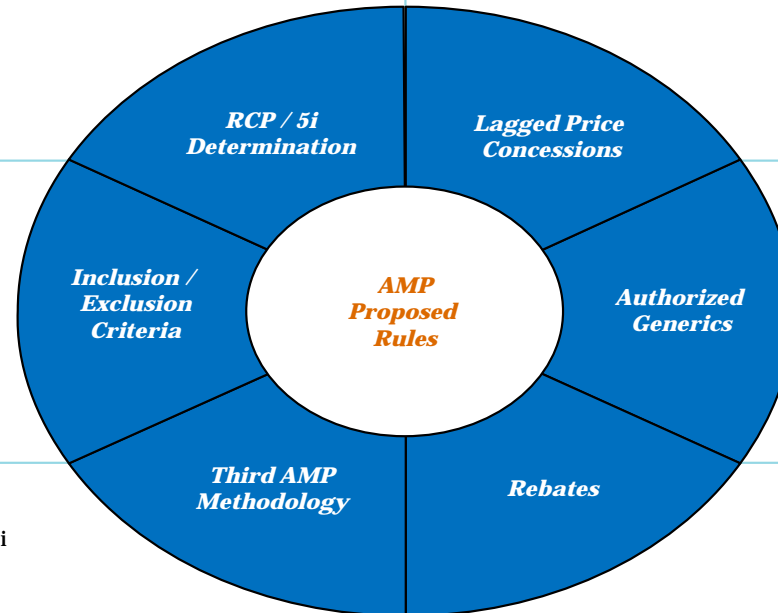 RCP / 5i
Determination
Lagged Price
Concessions
Inclusion /
Exclusion
Criteria
AMP
Proposed
Rules
Authorized
Generics
Third AMP
Methodology
Rebates
i